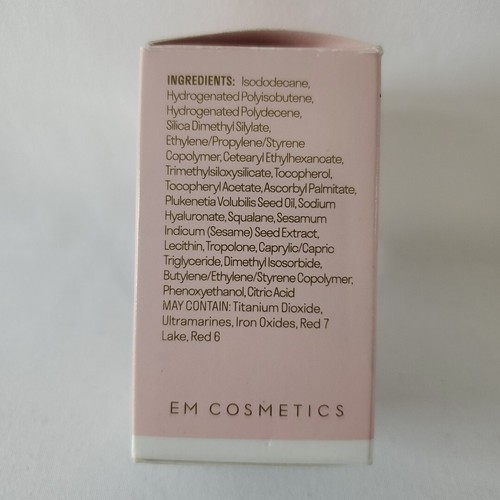 INGREDIENTS: Isododecane,
Hydrogenated Polyisobutene,
Hydrogenated Polydecene,
Silica Dimethyl Silylate,
Ethylene/Propylene/Styrene
Copolymer, Cetearyl Ethylhexanoate,
Trimethylsiloxysilicate, Tocopherol,
Tocopheryl Acetate, Ascorbyl Palmitate,
Plukenetia Volubilis Seed Oil, Sodium
Hyaluronate, Squalane, Sesamum
Indicum (Sesame) Seed Extract,
Lecithin, Tropolone, Caprylic/Capric
Triglyceride, Dimethyl Isosorbide,
Butylene/Ethylene/Styrene Copolymer,
Phenoxyethanol, Citric Acid
MAY CONTAIN: Titanium Dioxide,
Ultramarines, Iron Oxides, Red 7
Lake, Red 6
EM COSMETICS